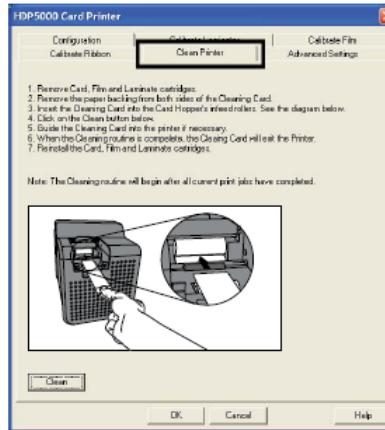 HDP5000 Card Printer
Configuration
Calibrate Laminator
Calibrate Film
Calibrate Ribbon
Clean Printer
Advanced Settings
1. Remove Card, Film and Laminate cartridges.
2. Remove the paper backing from both sides of the Cleaning Card.
3. Insert the Cleaning Card into the Card Hopper's infeed rollers. See the diagram below.
4. Click on the Clean button below.
5. Guide the Cleaning Card into the printer if necessary.
6. When the Cleaning routine is compelete, the Clearing Card will exit the Printer.
7. Reinstall the Card, Film and Laminate cartridges.
Note: The Cleaning routine will begin after all current print jobs have completed.
Clean
OK
Cancel
Help